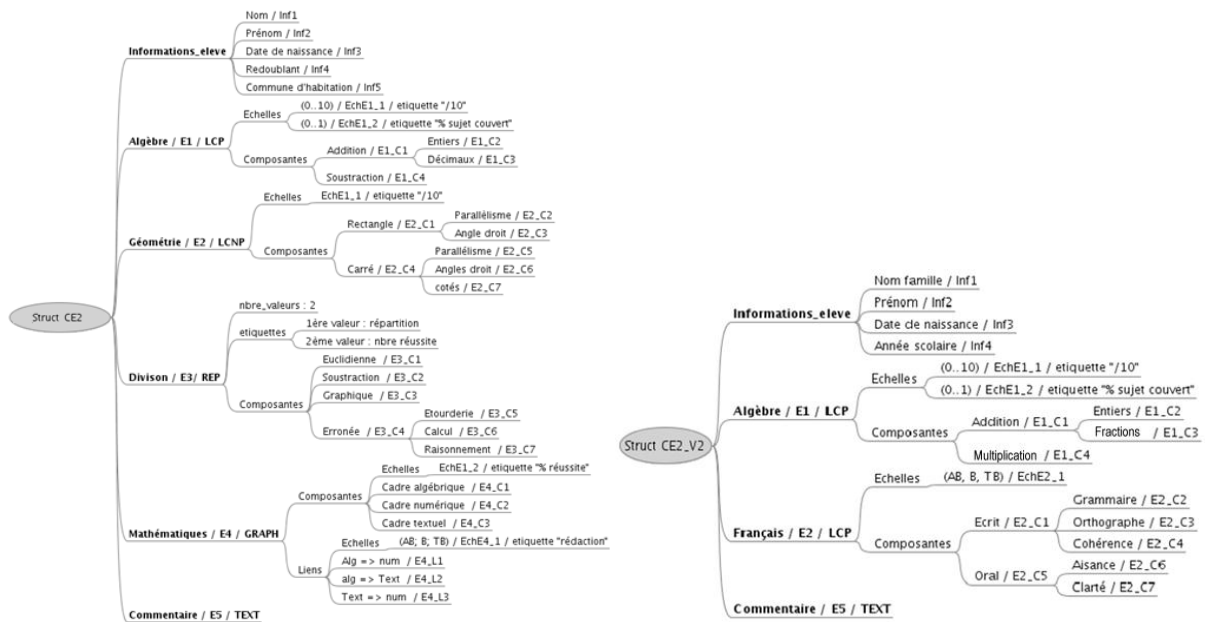 Struct CE2
Informations_eleve
Nom / Inf1
Prénom / Inf2
Date de naissance / Inf3
Redoublant / Inf4
Commune d'habitation / Inf5
Algèbre / E1 / LCP
Echelles
(0..10) / EchE1_1 / etiquette "/10"
(0..1) / EchE1_2 / etiquette "% sujet couvert"
Composantes
Addition / E1_C1
Entiers / E1_C2
Décimaux / E1_C3
Soustraction / E1_C4
Géométrie / E2 / LCNP
Echelles
EchE1_1 / etiquette "/10"
Composantes
Rectangle / E2_C1
Parallélisme / E2_C2
Angle droit / E2_C3
Carré / E2_C4
Parallélisme / E2_C5
Angles droit / E2_C6
cotés / E2_C7
Divison / E3/ REP
nbre_valeurs : 2
etiquettes
1ère valeur : répartition
2ème valeur : nbre réussite
Composantes
Euclidienne / E3_C1
Soustraction / E3_C2
Graphique / E3_C3
Erronée / E3_C4
Etourderie / E3_C5
Calcul / E3_C6
Raisonnement / E3_C7
Mathématiques / E4 / GRAPH
Composantes
Echelles
EchE1_2 / etiquette "% réussite"
Cadre algébrique / E4_C1
Cadre numérique / E4_C2
Cadre textuel / E4_C3
Liens
Echelles
(AB; B; TB) / EchE4_1 / etiquette "rédaction"
Alg => num / E4_L1
alg => Text / E4_L2
Text => num / E4_L3
Commentaire / E5 / TEXT
Struct CE2_V2
Informations_eleve
Nom famille / Inf1
Prénom / Inf2
Date de naissance / Inf3
Année scolaire / Inf4
Algèbre / E1 / LCP
Echelles
(0..10) / EchE1_1 / etiquette "/10"
(0..1) / EchE1_2 / etiquette "% sujet couvert"
Composantes
Addition / E1_C1
Entiers / E1_C2
Fractions / E1_C3
Multiplication / E1_C4
Français / E2 / LCP
Echelles
(AB, B, TB) / EchE2_1
Composantes
Ecrit / E2_C1
Grammaire / E2_C2
Orthographe / E2_C3
Cohérence / E2_C4
Oral / E2_C5
Aisance / E2_C6
Clarté / E2_C7
Commentaire / E5 / TEXT